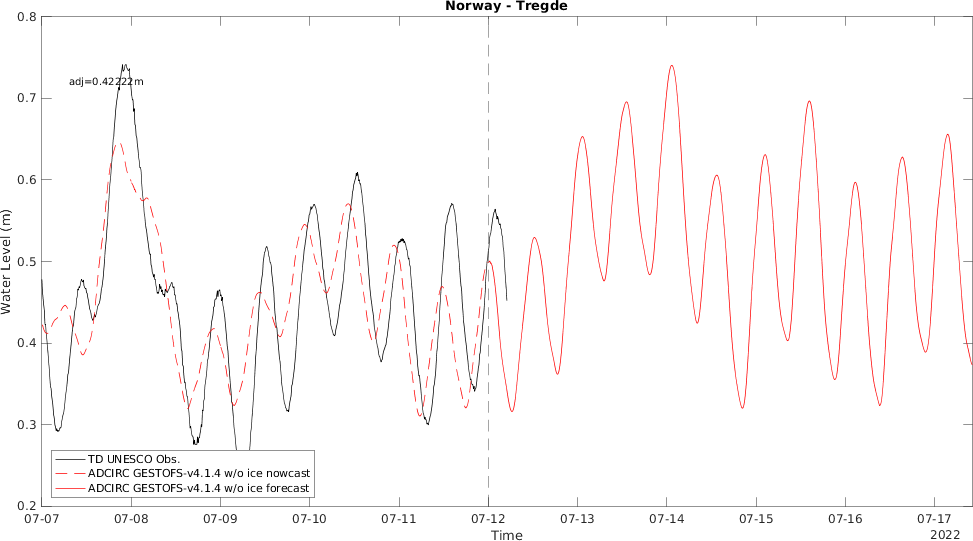 Norway - Tregde
0.8
0.7
0.6
0.5
0.4
0.3
0.2
Water Level (m)
adj=0.42222m
TD UNESCO Obs.
ADCIRC GESTOFS-v4.1.4 w/o ice nowcast
ADCIRC GESTOFS-v4.1.4 w/o ice forecast
07-07 07-08 07-09 07-10 07-11 07-12 07-13 07-14 07-15 07-16 07-17
Time
2022